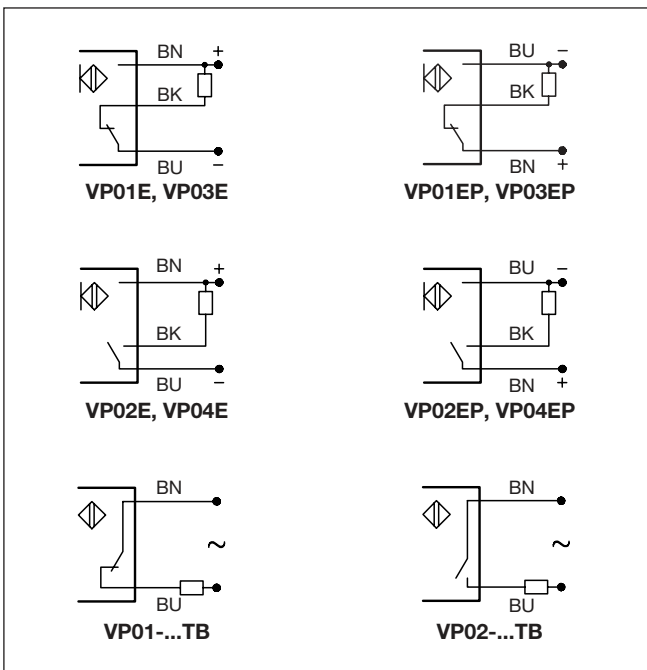 BN +
BK
BU −
VP01E, VP03E
BU −
BK
BN +
VP01EP, VP03EP
BN +
BK
BU −
VP02E, VP04E
BU −
BK
BN +
VP02EP, VP04EP
BN
~
BU
VP01-...TB
BN
~
BU
VP02-...TB